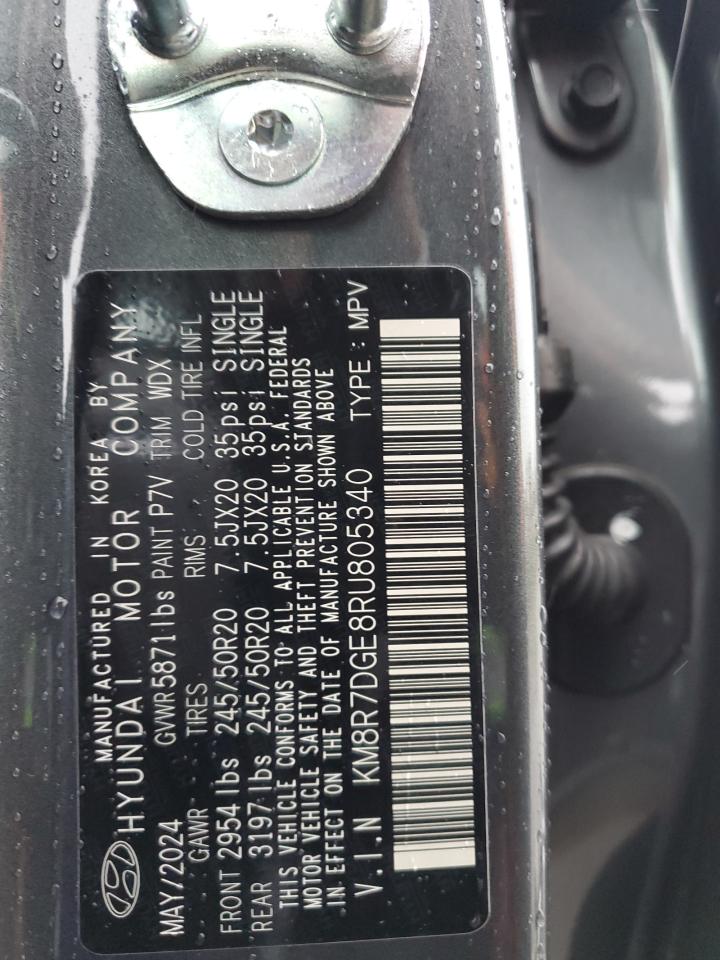 MANUFACTURED IN KOREA BY
HYUNDAI MOTOR COMPANY
MAY/2024 GVWR 5871lbs PAINT P7V TRIM WDX
GAWR TIRES RIMS COLD TIRE INFL
FRONT 2954 lbs 245/50R20 7.5JX20 35psi SINGLE
REAR 3197 lbs 245/50R20 7.5JX20 35psi SINGLE
THIS VEHICLE CONFORMS TO ALL APPLICABLE U.S.A. FEDERAL
MOTOR VEHICLE SAFETY AND THEFT PREVENTION STANDARDS
IN EFFECT ON THE DATE OF MANUFACTURE SHOWN ABOVE
V.I.N KM8R7DGE8RU805340 TYPE : MPV